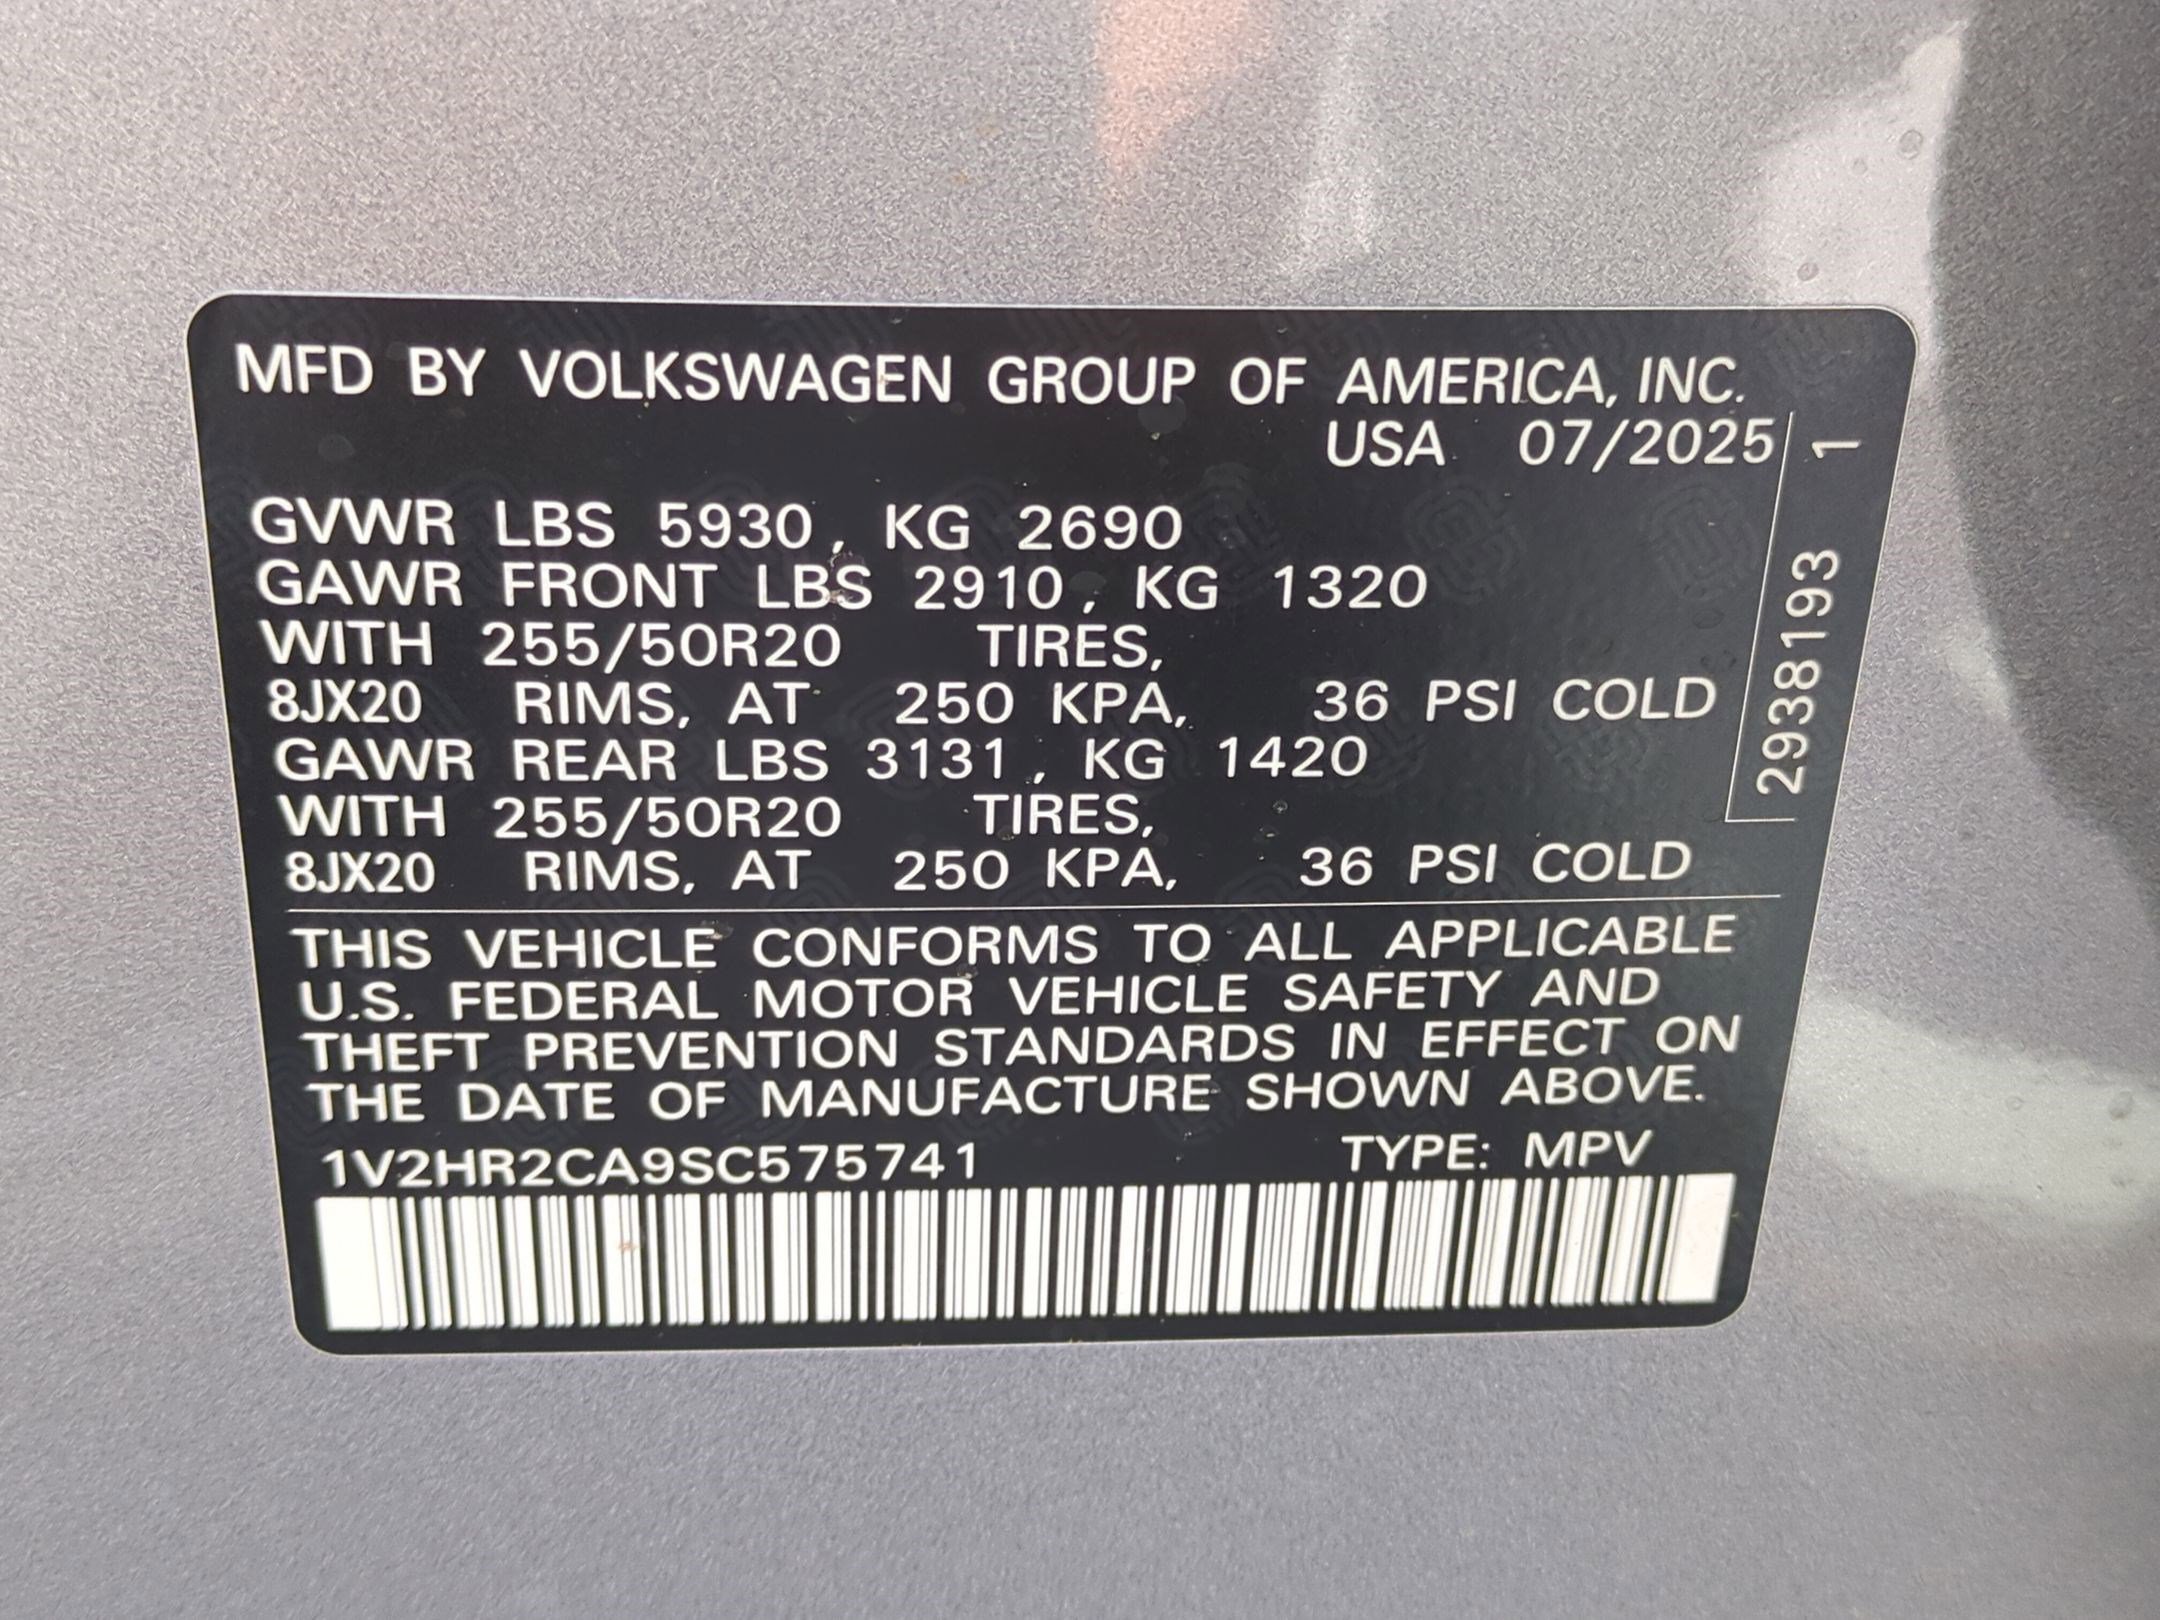 MFD BY VOLKSWAGEN GROUP OF AMERICA, INC.
USA 07/2025
GVWR LBS 5930, KG 2690
GAWR FRONT LBS 2910, KG 1320
WITH 255/50R20 TIRES,
8JX20 RIMS, AT 250 KPA, 36 PSI COLD
GAWR REAR LBS 3131, KG 1420
WITH 255/50R20 TIRES,
8JX20 RIMS, AT 250 KPA, 36 PSI COLD
2938193 1
THIS VEHICLE CONFORMS TO ALL APPLICABLE
U.S. FEDERAL MOTOR VEHICLE SAFETY AND
THEFT PREVENTION STANDARDS IN EFFECT ON
THE DATE OF MANUFACTURE SHOWN ABOVE.
1V2HR2CA9SC575741 TYPE: MPV